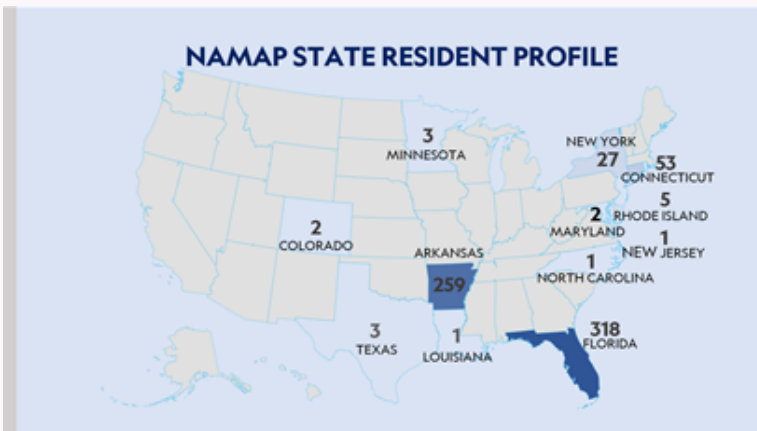 NAMAP STATE RESIDENT PROFILE
3
MINNESOTA
NEW YORK
27
53
CONNECTICUT
5
RHODE ISLAND
2
MARYLAND
1
NEW JERSEY
2
COLORADO
ARKANSAS
259
1
NORTH CAROLINA
3
TEXAS
1
LOUISIANA
318
FLORIDA